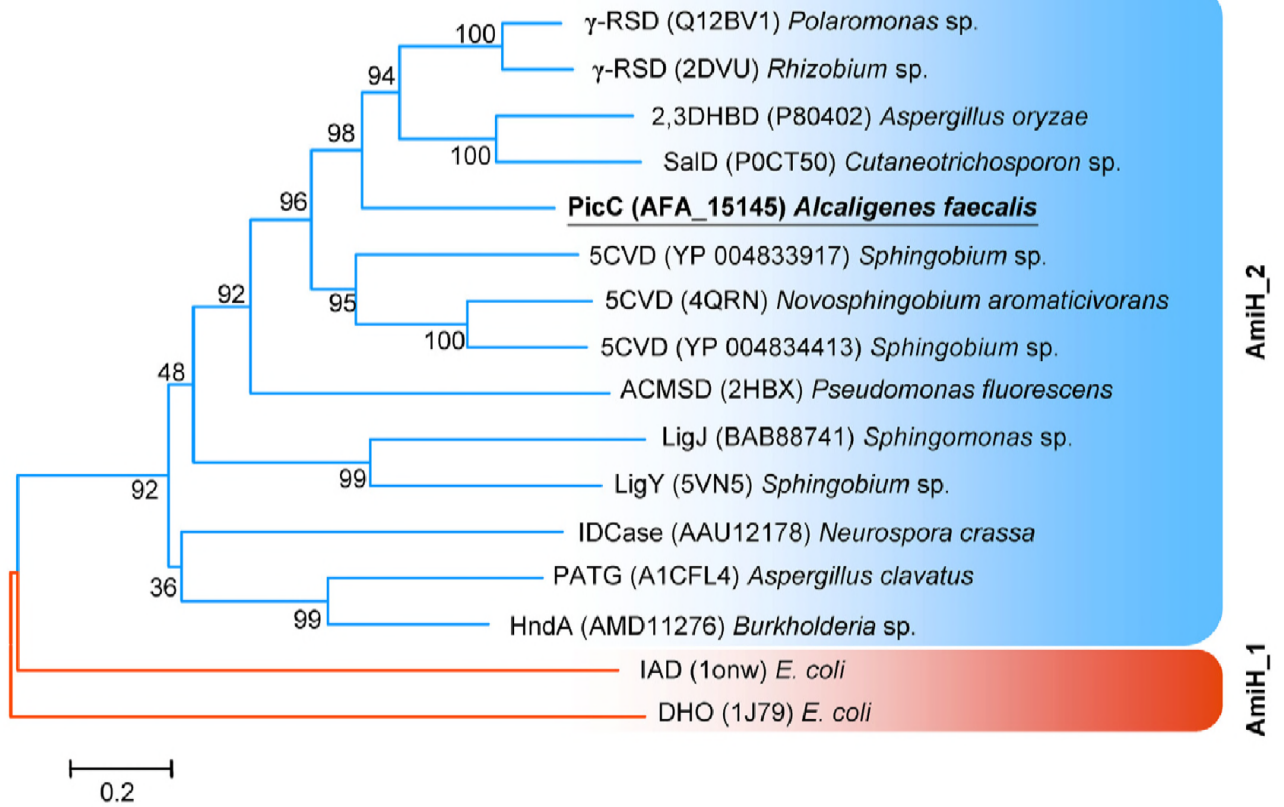 γ-RSD (Q12BV1) Polaromonas sp.
100
γ-RSD (2DVU) Rhizobium sp.
94
2,3DHBD (P80402) Aspergillus oryzae
98
100
SalD (P0CT50) Cutaneotrichosporon sp.
96
PicC (AFA_15145) Alcaligenes faecalis
5CVD (YP 004833917) Sphingobium sp.
92
95
5CVD (4QRN) Novosphingobium aromaticivorans
100
5CVD (YP 004834413) Sphingobium sp.
48
ACMSD (2HBX) Pseudomonas fluorescens
LigJ (BAB88741) Sphingomonas sp.
99
LigY (5VN5) Sphingobium sp.
92
IDCase (AAU12178) Neurospora crassa
36
PATG (A1CFL4) Aspergillus clavatus
99
HndA (AMD11276) Burkholderia sp.
AmiH_2
IAD (1onw) E. coli
DHO (1J79) E. coli
AmiH_1
0.2